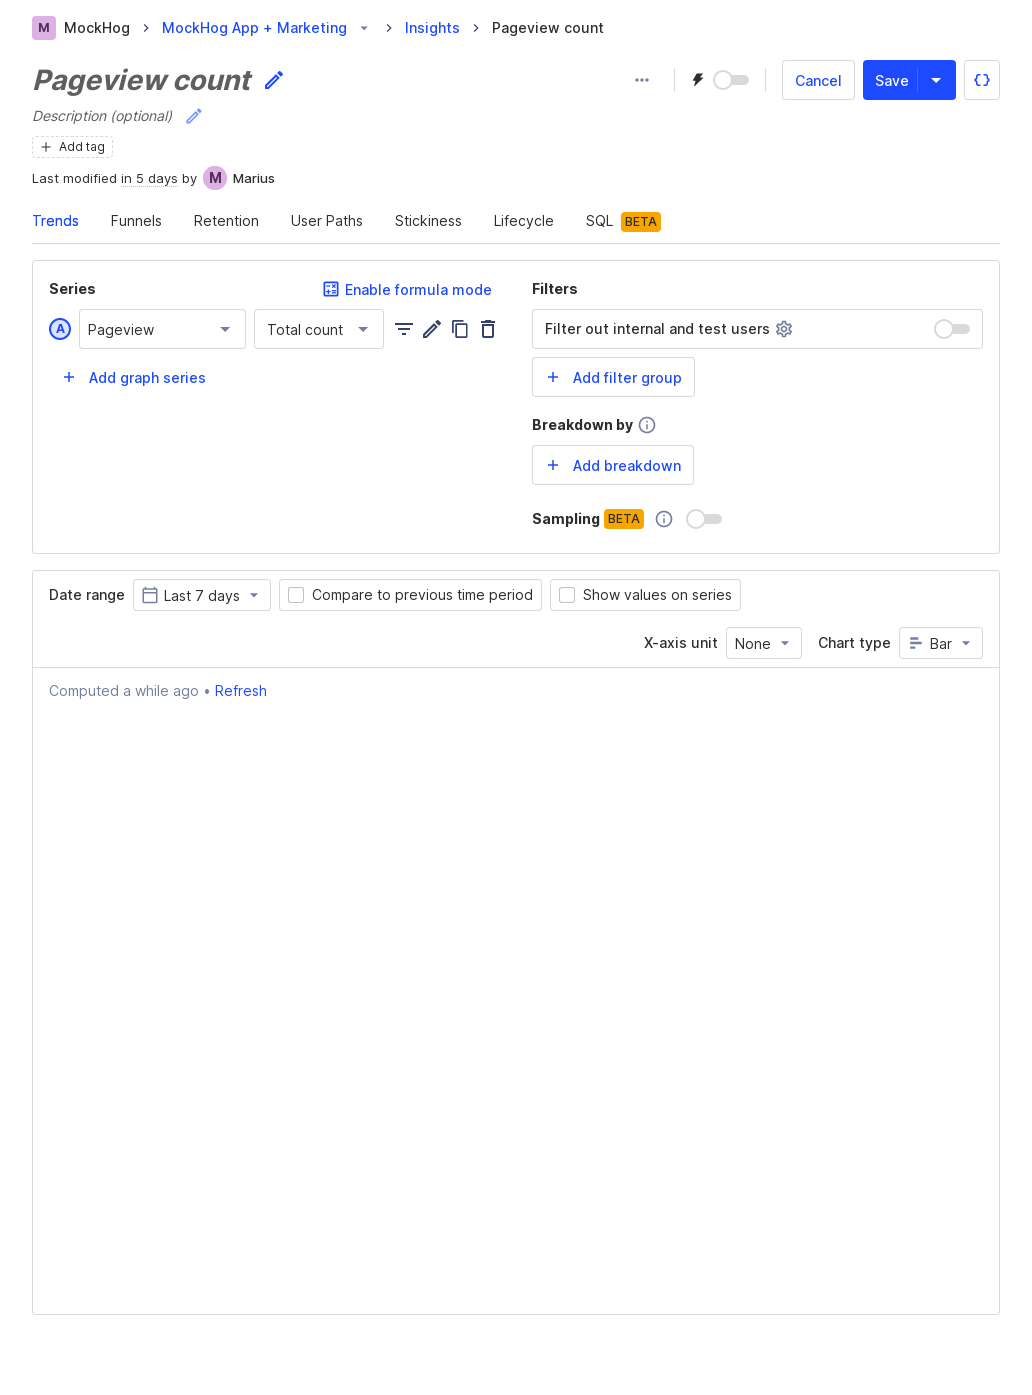 M MockHog MockHog App + Marketing Insights Pageview count
Pageview count
Cancel Save
Description (optional)
Add tag
Last modified in 5 days by M Marius
Trends Funnels Retention User Paths Stickiness Lifecycle SQL BETA
Series Enable formula mode
A Pageview Total count
Add graph series
Filters
Filter out internal and test users
Add filter group
Breakdown by
Add breakdown
Sampling BETA
Date range Last 7 days Compare to previous time period Show values on series
X-axis unit None Chart type Bar
Computed a while ago • Refresh